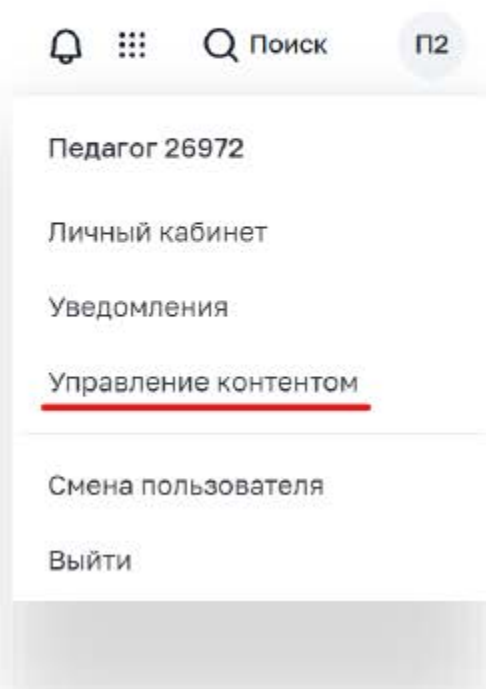 Поиск П2
Педагог 26972
Личный кабинет
Уведомления
Управление контентом
Смена пользователя
Выйти